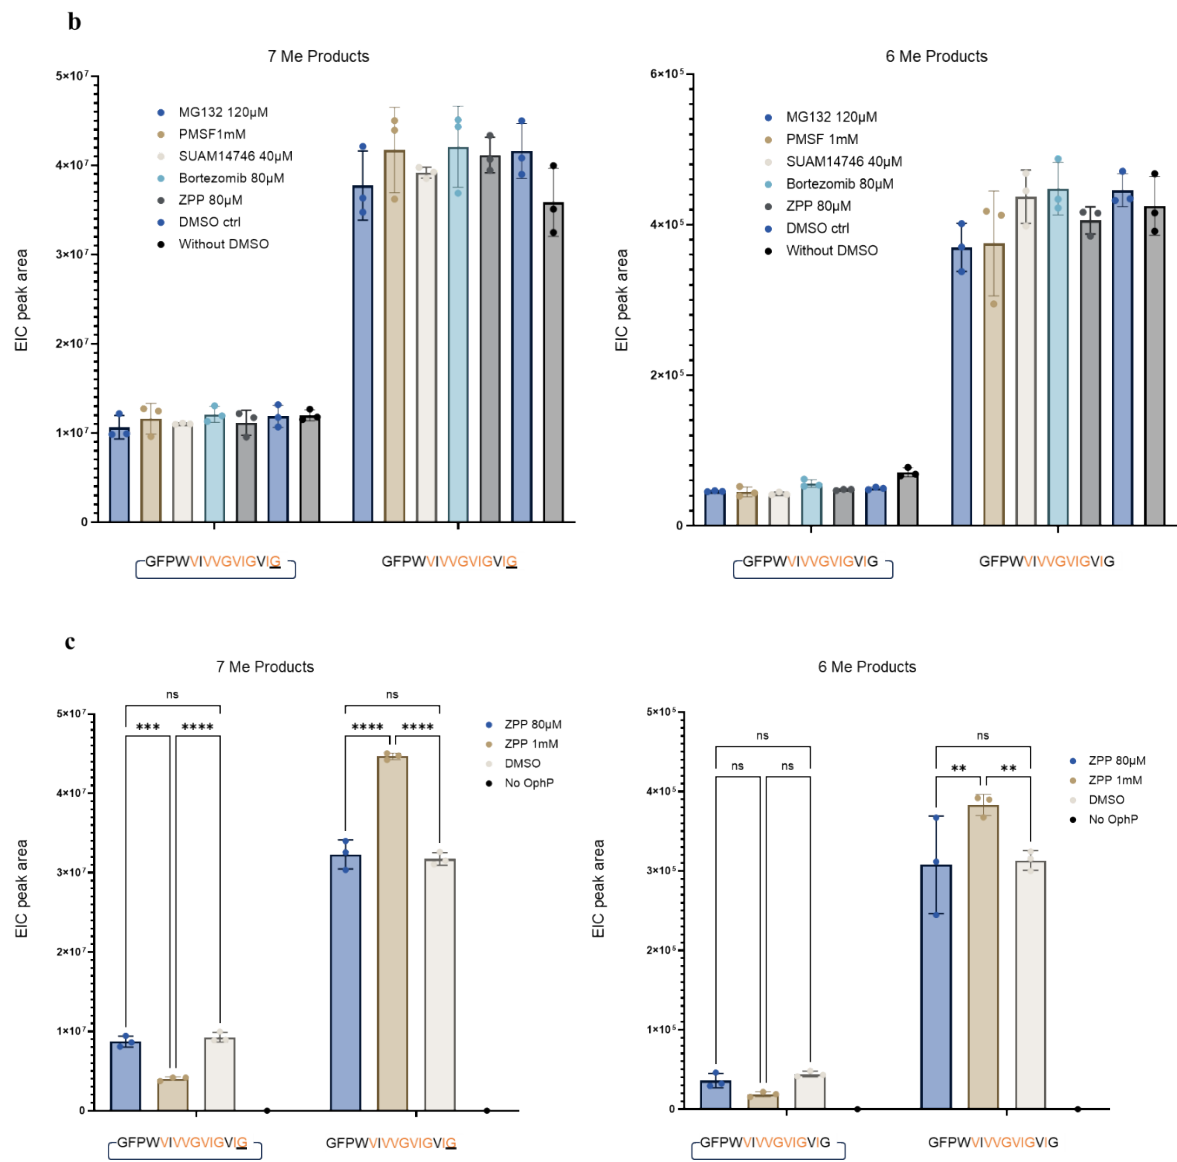 b
7 Me Products
EIC peak area
5×10⁷
4×10⁷
3×10⁷
2×10⁷
1×10⁷
0
MG132 120µM
PMSF1mM
SUAM14746 40µM
Bortezomib 80µM
ZPP 80µM
DMSO ctrl
Without DMSO
GFPWVIVVGVIGVIG
GFPWVIVVGVIGVIG
6 Me Products
EIC peak area
6×10⁵
4×10⁵
2×10⁵
0
MG132 120µM
PMSF 1mM
SUAM14746 40µM
Bortezomib 80µM
ZPP 80µM
DMSO ctrl
Without DMSO
GFPWVIVVGVIGVIG
GFPWVIVVGVIGVIG
c
7 Me Products
EIC peak area
5×10⁷
4×10⁷
3×10⁷
2×10⁷
1×10⁷
0
ns
*** ****
ns
**** ****
ZPP 80µM
ZPP 1mM
DMSO
No OphP
GFPWVIVVGVIGVIG
GFPWVIVVGVIGVIG
6 Me Products
EIC peak area
5×10⁵
4×10⁵
3×10⁵
2×10⁵
1×10⁵
0
ns
ns ns
ns
** **
ZPP 80µM
ZPP 1mM
DMSO
No OphP
GFPWVIVVGVIGVIG
GFPWVIVVGVIGVIG